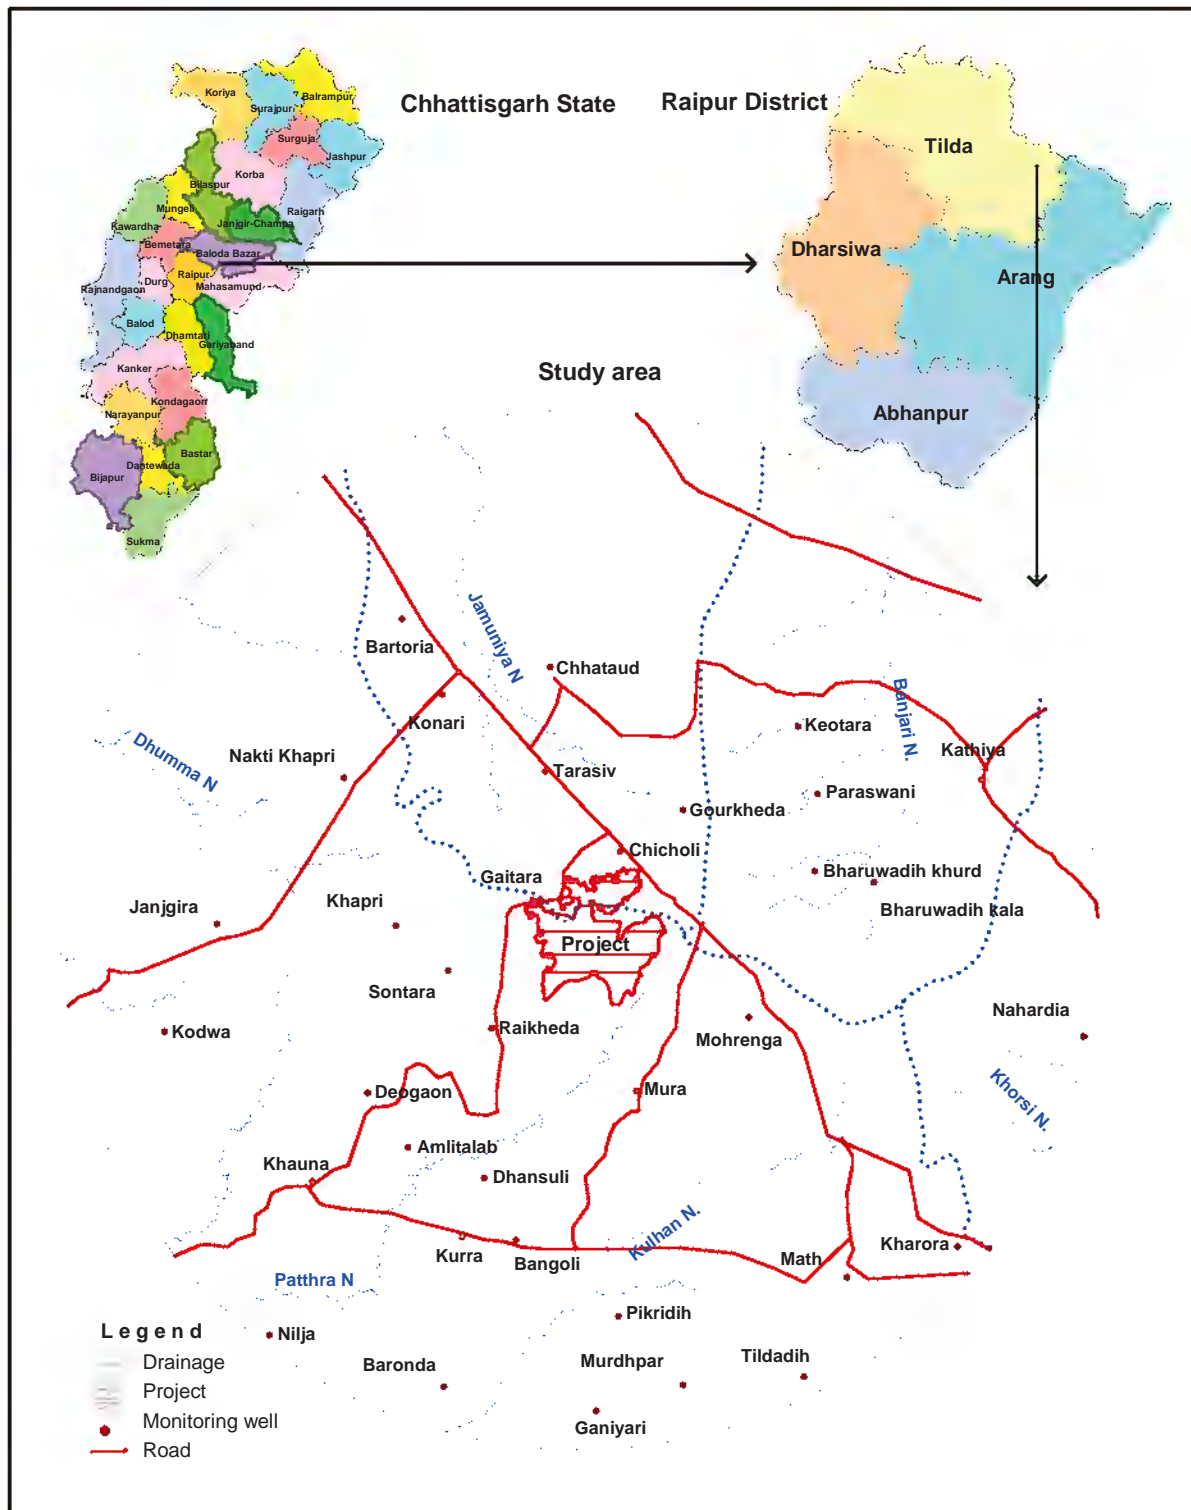 Chhattisgarh State
Raipur District
Koriya
Surajpur
Balrampur
Surguja
Jashpur
Korba
Bilaspur
Mungeli
Janjgir-Champa
Raigarh
Kawardha
Bemetara
Baloda Bazar
Raipur
Durg
Mahasamund
Rajnandgaon
Balod
Dhamtari
Gariyaband
Kanker
Kondagaon
Narayanpur
Bastar
Dantewada
Bijapur
Sukma
Tilda
Dharsiwa
Arang
Abhanpur
Study area
Jamuniya N
Bartoria
Chhataud
Banjari N.
Konari
Keotara
Dhumma N
Nakti Khapri
Kathiya
Tarasiv
Paraswani
Gourkheda
Chicholi
Gaitara
Bharuwadih khurd
Khapri
Janjgira
Bharuwadih kala
Project
Sontara
Nahardia
Kodwa
Raikheda
Mohrenga
Deogaon
Mura
Khorsi N.
Amlitalab
Khauna
Dhansuli
Kulhan N.
Kurra
Bangoli
Math
Kharora
Patthra N
Pikridih
Legend
Nilja
Drainage
Baronda
Murdhpar
Tildadih
Project
Monitoring well
Ganiyari
Road